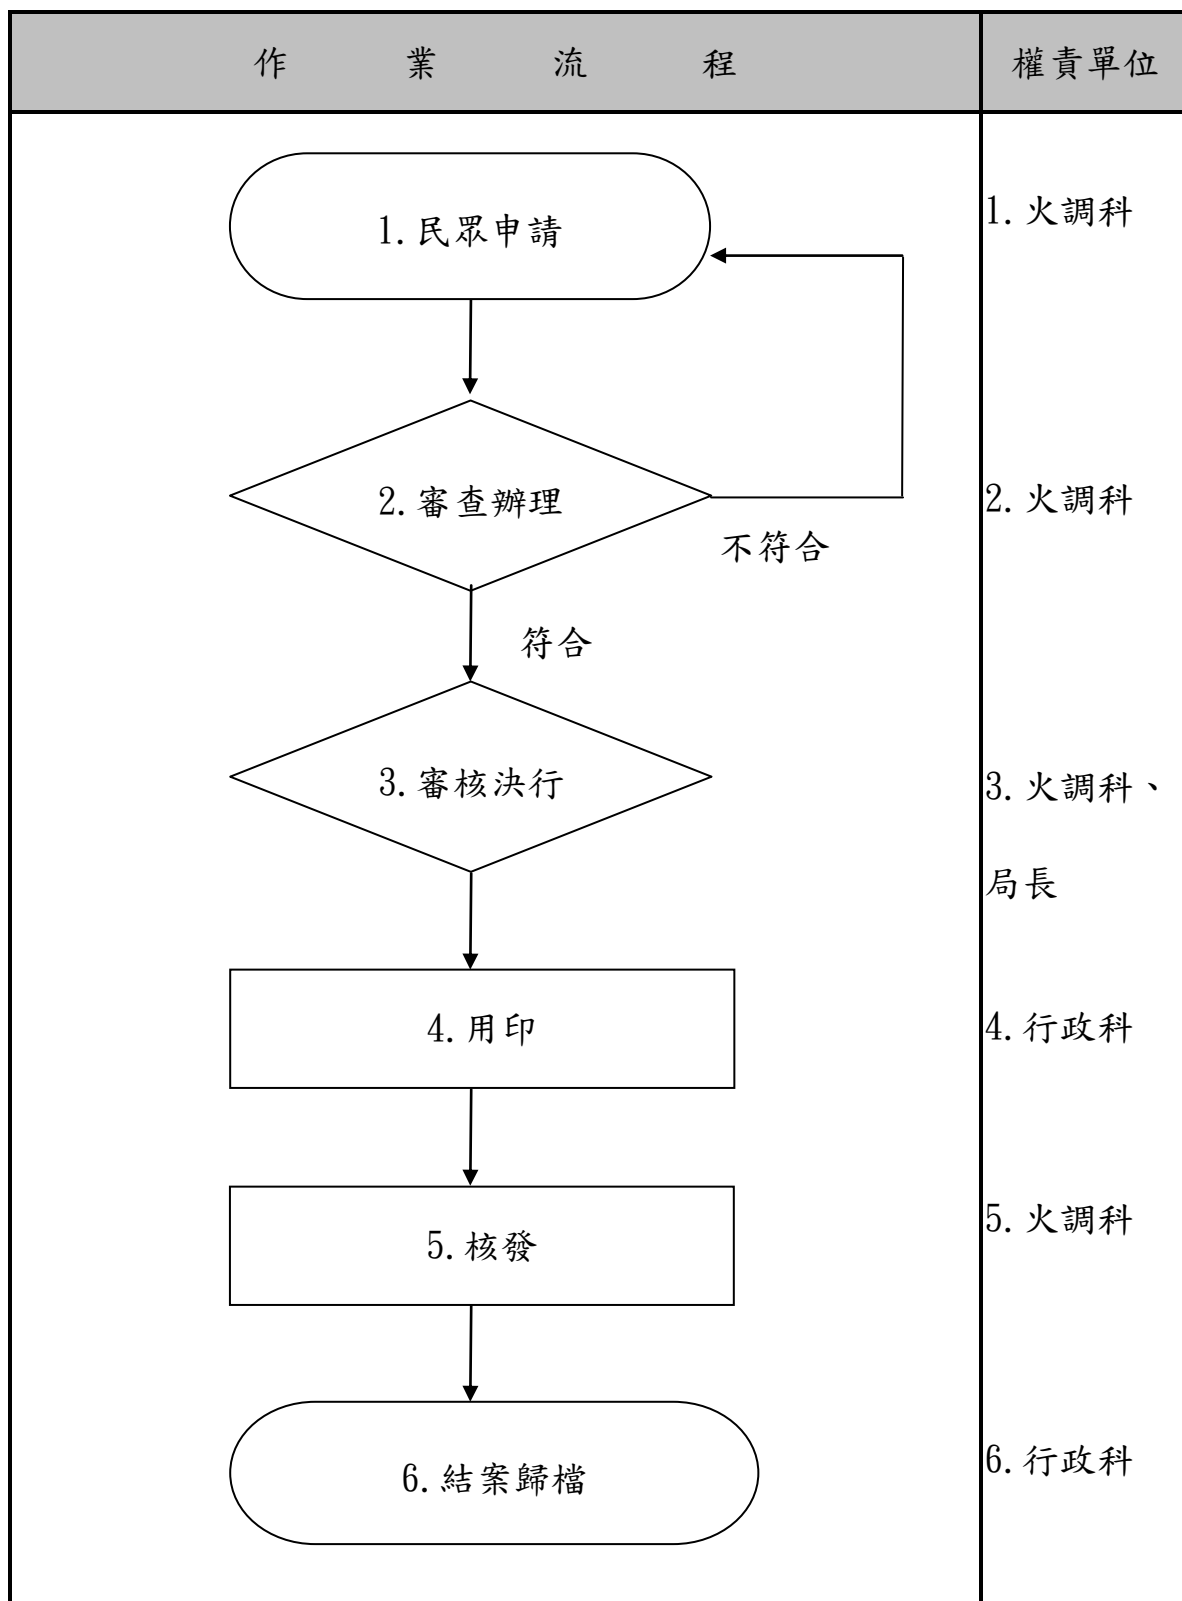 作業流程
權責單位
1.民眾申請
1.火調科
2.審查辦理
2.火調科
不符合
符合
3.審核決行
3.火調科、
局長
4.用印
4.行政科
5.核發
5.火調科
6.結案歸檔
6.行政科